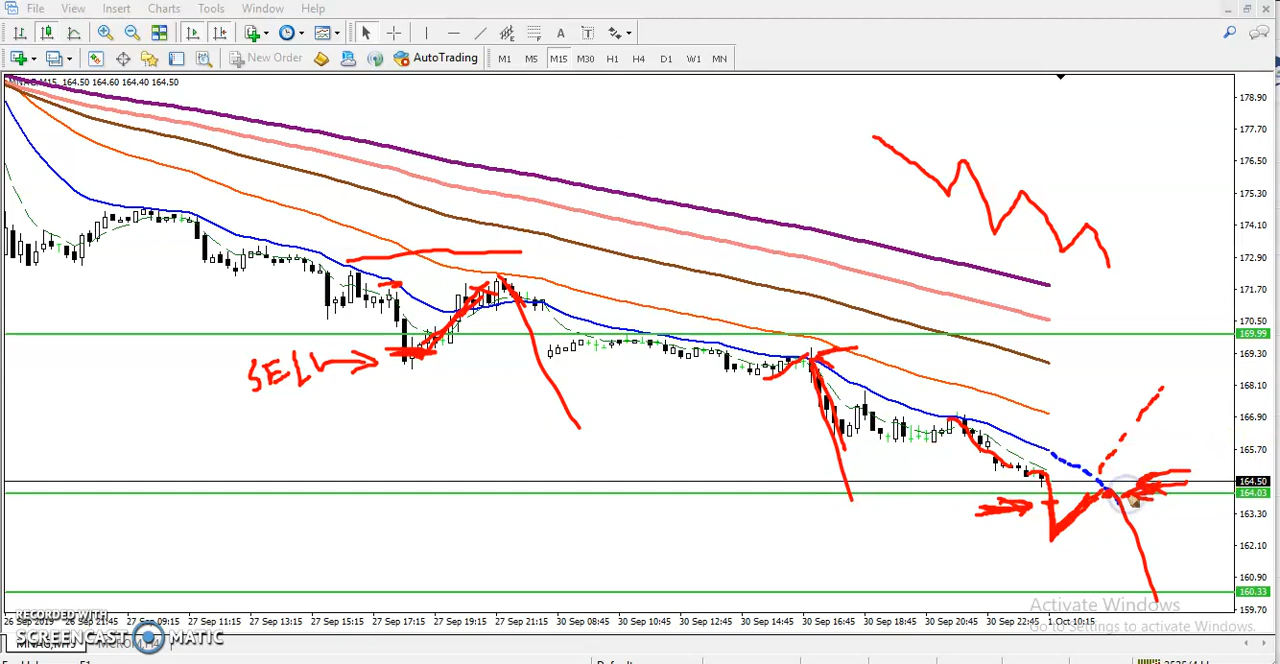 File View Insert Charts Tools Window Help
New Order AutoTrading M1 M5 M15 M30 H1 H4 D1 W1 MN
M15 164.50 164.60 164.40 164.50
178.90
177.70
176.50
175.30
174.10
172.90
171.70
170.50
169.99
169.30
168.10
166.90
165.70
164.50
164.03
163.30
162.10
160.90
160.33
159.70
SELL
Activate Windows
Go to Settings to activate Windows.
26 Sep 2019 27 Sep 09:15 27 Sep 11:15 27 Sep 13:15 27 Sep 15:15 27 Sep 17:15 27 Sep 19:15 27 Sep 21:15 30 Sep 08:45 30 Sep 10:45 30 Sep 12:45 30 Sep 14:45 30 Sep 16:45 30 Sep 18:45 30 Sep 20:45 30 Sep 22:45 1 Oct 10:15
RECORDED WITH
SCREENCAST MATIC
Default